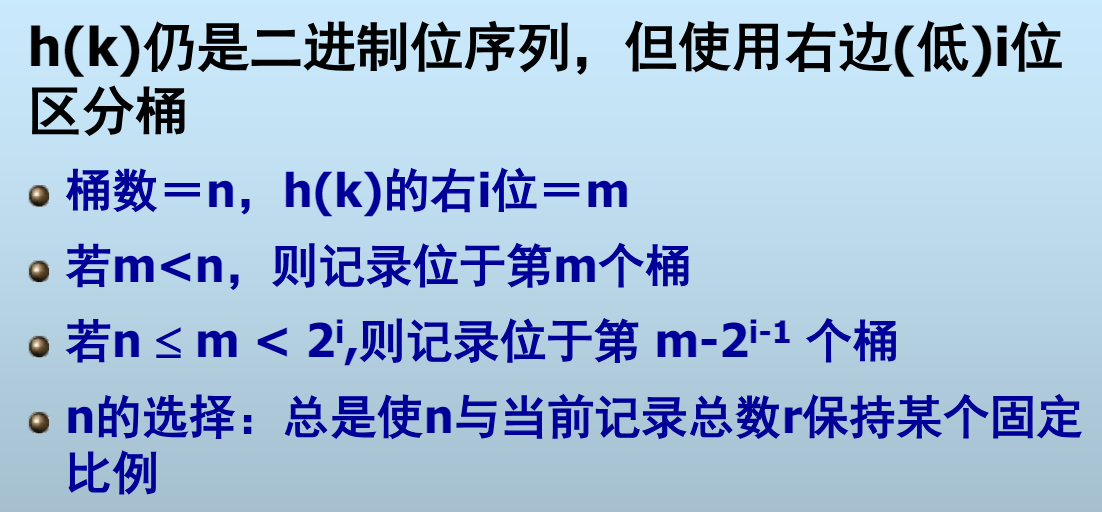 h(k)仍是二进制位序列，但使用右边(低)i位
区分桶
桶数＝n，h(k)的右i位＝m
若m<n，则记录位于第m个桶
若n ≤ m < 2ⁱ,则记录位于第 m-2ⁱ⁻¹ 个桶
n的选择：总是使n与当前记录总数r保持某个固定
比例